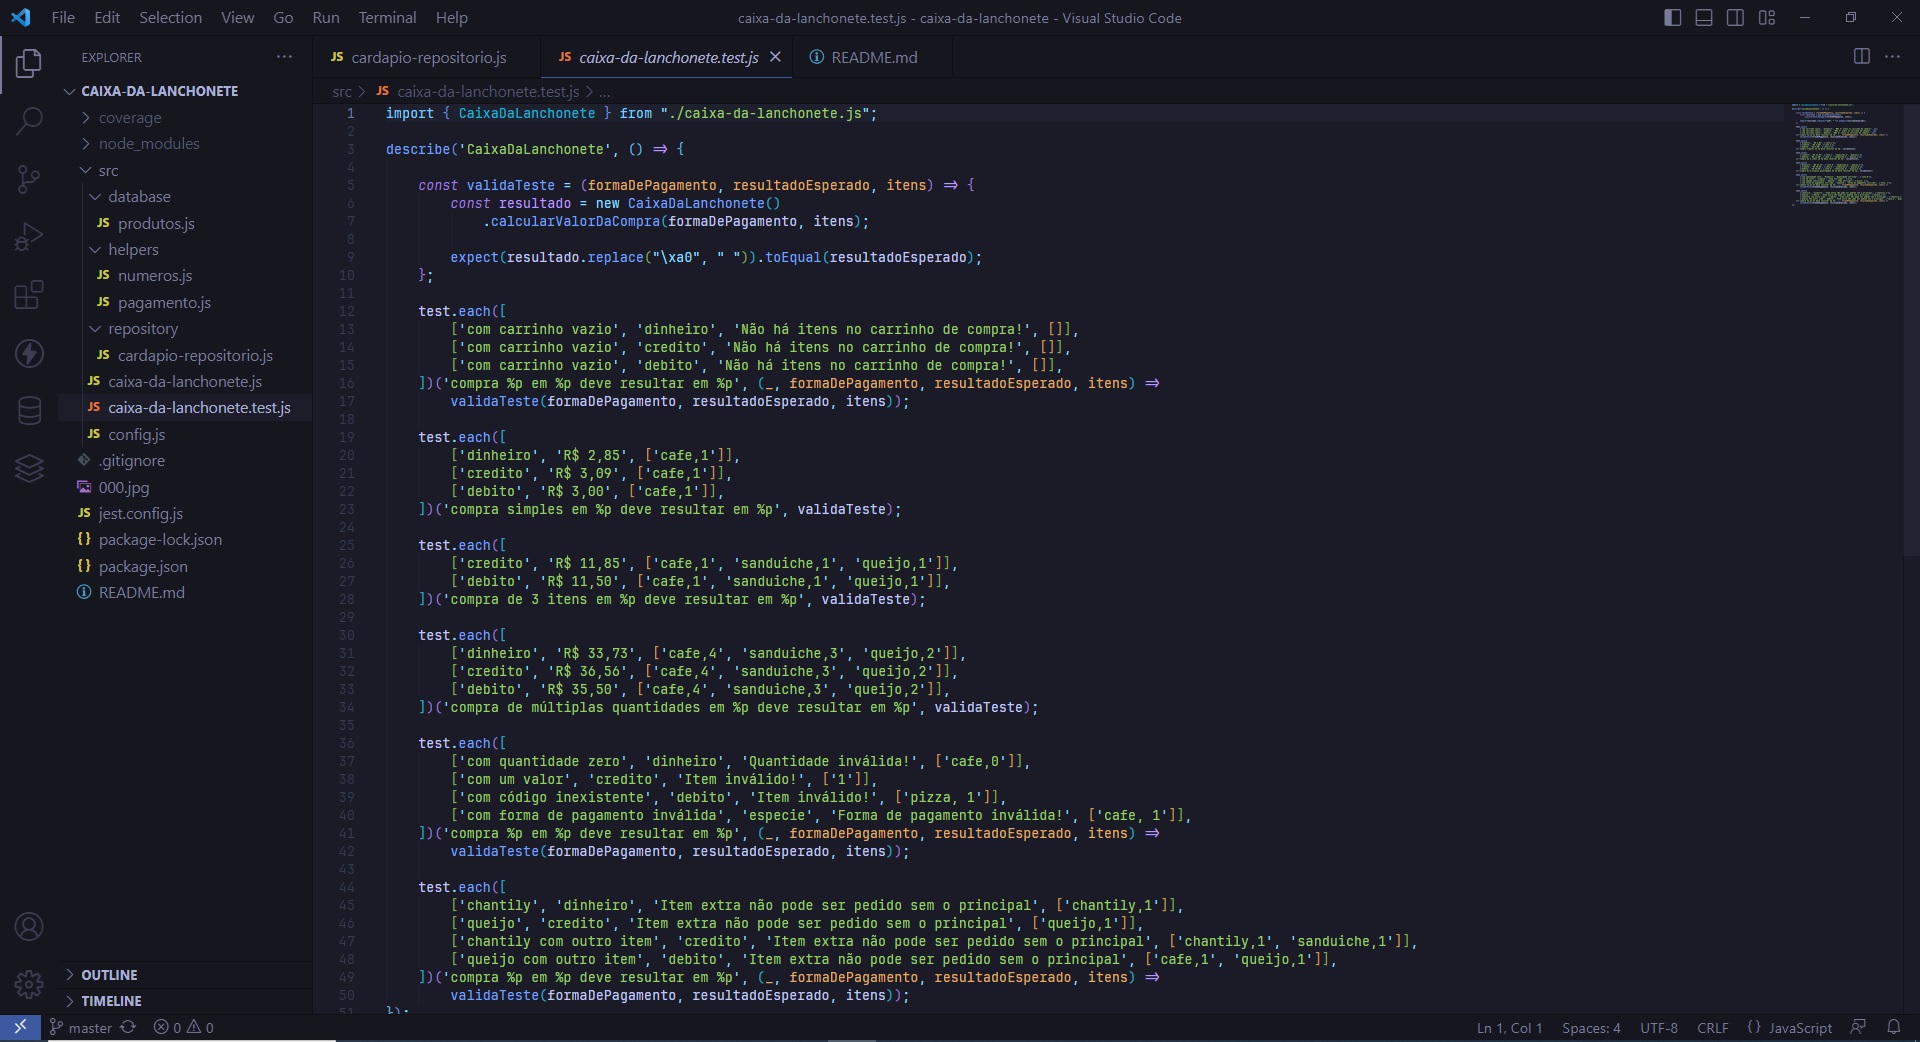 File Edit Selection View Go Run Terminal Help
caixa-da-lanchonete.test.js - caixa-da-lanchonete - Visual Studio Code
EXPLORER
CAIXA-DA-LANCHONETE
coverage
node_modules
src
database
JS produtos.js
helpers
JS numeros.js
JS pagamento.js
repository
JS cardapio-repositorio.js
JS caixa-da-lanchonete.js
JS caixa-da-lanchonete.test.js
JS config.js
.gitignore
000.jpg
JS jest.config.js
{} package-lock.json
{} package.json
README.md
OUTLINE
TIMELINE
JS cardapio-repositorio.js JS caixa-da-lanchonete.test.js README.md
src > JS caixa-da-lanchonete.test.js > ...
1 import { CaixaDaLanchonete } from "./caixa-da-lanchonete.js";
2
3 describe('CaixaDaLanchonete', () => {
4
5 const validaTeste = (formaDePagamento, resultadoEsperado, itens) => {
6 const resultado = new CaixaDaLanchonete()
7 .calcularValorDaCompra(formaDePagamento, itens);
8
9 expect(resultado.replace("\xa0", " ")).toEqual(resultadoEsperado);
10 };
11
12 test.each([
13 ['com carrinho vazio', 'dinheiro', 'Não há itens no carrinho de compra!', []],
14 ['com carrinho vazio', 'credito', 'Não há itens no carrinho de compra!', []],
15 ['com carrinho vazio', 'debito', 'Não há itens no carrinho de compra!', []],
16 ])('compra %p em %p deve resultar em %p', (_, formaDePagamento, resultadoEsperado, itens) =>
17 validaTeste(formaDePagamento, resultadoEsperado, itens));
18
19 test.each([
20 ['dinheiro', 'R$ 2,85', ['cafe,1']],
21 ['credito', 'R$ 3,09', ['cafe,1']],
22 ['debito', 'R$ 3,00', ['cafe,1']],
23 ])('compra simples em %p deve resultar em %p', validaTeste);
24
25 test.each([
26 ['credito', 'R$ 11,85', ['cafe,1', 'sanduiche,1', 'queijo,1']],
27 ['debito', 'R$ 11,50', ['cafe,1', 'sanduiche,1', 'queijo,1']],
28 ])('compra de 3 itens em %p deve resultar em %p', validaTeste);
29
30 test.each([
31 ['dinheiro', 'R$ 33,73', ['cafe,4', 'sanduiche,3', 'queijo,2']],
32 ['credito', 'R$ 36,56', ['cafe,4', 'sanduiche,3', 'queijo,2']],
33 ['debito', 'R$ 35,50', ['cafe,4', 'sanduiche,3', 'queijo,2']],
34 ])('compra de múltiplas quantidades em %p deve resultar em %p', validaTeste);
35
36 test.each([
37 ['com quantidade zero', 'dinheiro', 'Quantidade inválida!', ['cafe,0']],
38 ['com um valor', 'credito', 'Item inválido!', ['1']],
39 ['com código inexistente', 'debito', 'Item inválido!', ['pizza, 1']],
40 ['com forma de pagamento inválida', 'especie', 'Forma de pagamento inválida!', ['cafe, 1']],
41 ])('compra %p em %p deve resultar em %p', (_, formaDePagamento, resultadoEsperado, itens) =>
42 validaTeste(formaDePagamento, resultadoEsperado, itens));
43
44 test.each([
45 ['chantily', 'dinheiro', 'Item extra não pode ser pedido sem o principal', ['chantily,1']],
46 ['queijo', 'credito', 'Item extra não pode ser pedido sem o principal', ['queijo,1']],
47 ['chantily com outro item', 'credito', 'Item extra não pode ser pedido sem o principal', ['chantily,1', 'sanduiche,1']],
48 ['queijo com outro item', 'debito', 'Item extra não pode ser pedido sem o principal', ['cafe,1', 'queijo,1']],
49 ])('compra %p em %p deve resultar em %p', (_, formaDePagamento, resultadoEsperado, itens) =>
50 validaTeste(formaDePagamento, resultadoEsperado, itens));
51 });
master 0 0 Ln 1, Col 1 Spaces: 4 UTF-8 CRLF {} JavaScript